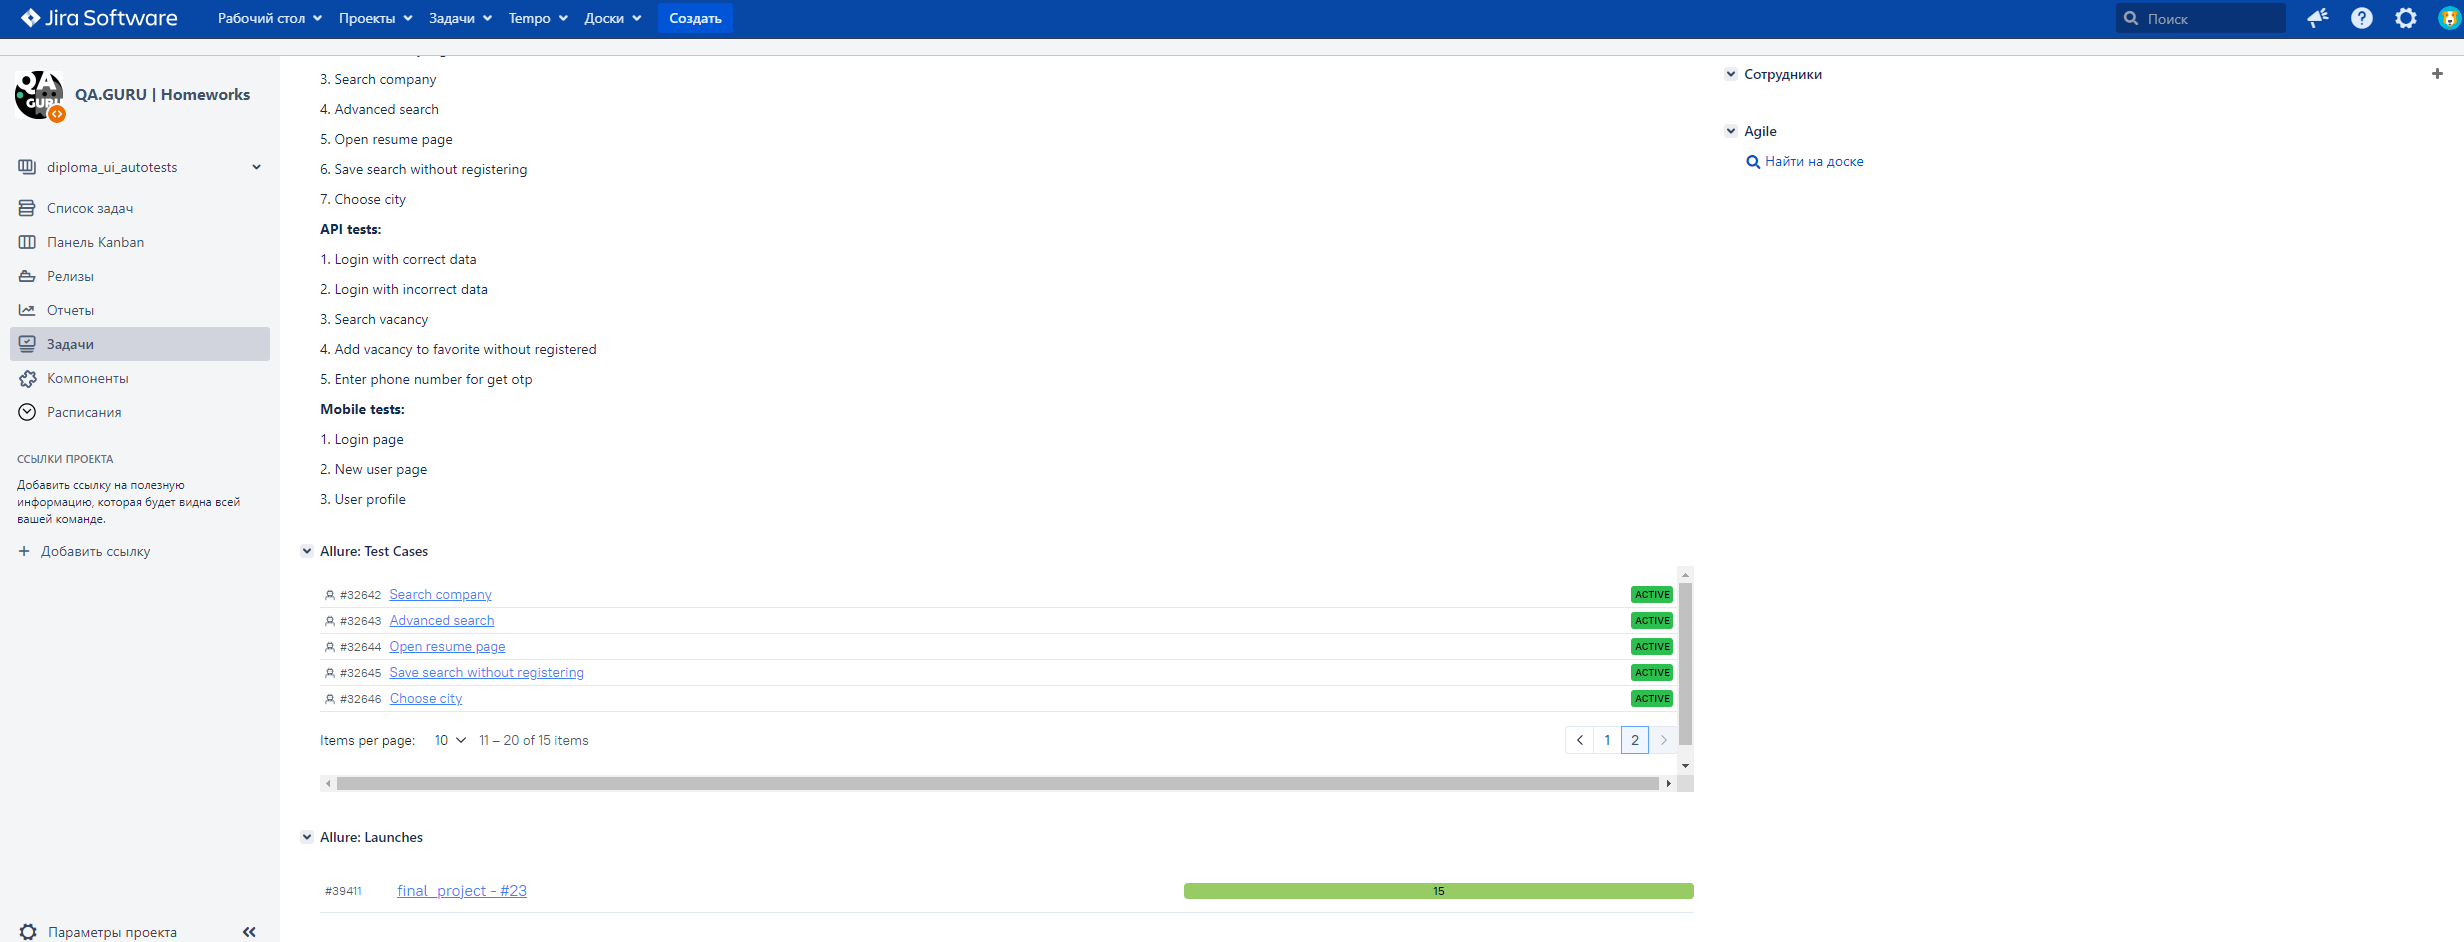 Jira Software
Рабочий стол
Проекты
Задачи
Tempo
Доски
Создать
Поиск
QA GURU
QA.GURU | Homeworks
diploma_ui_autotests
Список задач
Панель Kanban
Релизы
Отчеты
Задачи
Компоненты
Расписания
ССЫЛКИ ПРОЕКТА
Добавить ссылку на полезную
информацию, которая будет видна всей
вашей команде.
+ Добавить ссылку
Параметры проекта
3. Search company
4. Advanced search
5. Open resume page
6. Save search without registering
7. Choose city
API tests:
1. Login with correct data
2. Login with incorrect data
3. Search vacancy
4. Add vacancy to favorite without registered
5. Enter phone number for get otp
Mobile tests:
1. Login page
2. New user page
3. User profile
Allure: Test Cases
#32642 Search company ACTIVE
#32643 Advanced search ACTIVE
#32644 Open resume page ACTIVE
#32645 Save search without registering ACTIVE
#32646 Choose city ACTIVE
Items per page: 10 11 – 20 of 15 items 1 2
Allure: Launches
#39411 final_project - #23 15
Сотрудники
Agile
Найти на доске